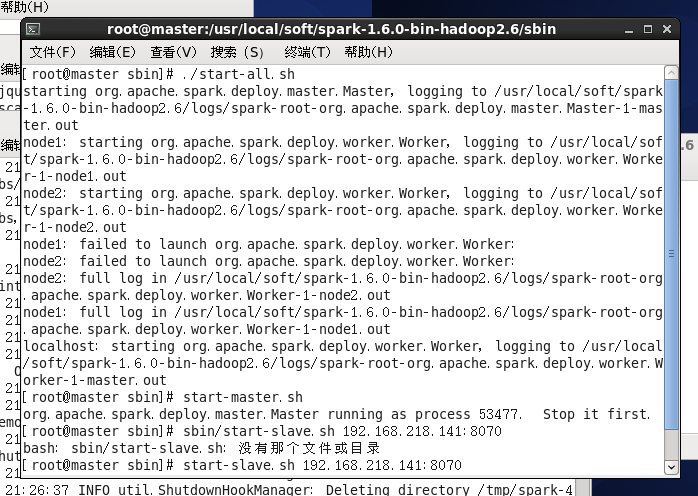 帮助(H)
root@master:/usr/local/soft/spark-1.6.0-bin-hadoop2.6/sbin
文件(F) 编辑(E) 查看(V) 搜索 (S) 终端(T) 帮助(H)
[root@master sbin]# ./start-all.sh
starting org.apache.spark.deploy.master.Master, logging to /usr/local/soft/spark
-1.6.0-bin-hadoop2.6/logs/spark-root-org.apache.spark.deploy.master.Master-1-mas
ter.out
node1: starting org.apache.spark.deploy.worker.Worker, logging to /usr/local/sof
t/spark-1.6.0-bin-hadoop2.6/logs/spark-root-org.apache.spark.deploy.worker.Worke
r-1-node1.out
node2: starting org.apache.spark.deploy.worker.Worker, logging to /usr/local/sof
t/spark-1.6.0-bin-hadoop2.6/logs/spark-root-org.apache.spark.deploy.worker.Worke
r-1-node2.out
node1: failed to launch org.apache.spark.deploy.worker.Worker:
node2: failed to launch org.apache.spark.deploy.worker.Worker:
node2: full log in /usr/local/soft/spark-1.6.0-bin-hadoop2.6/logs/spark-root-org
.apache.spark.deploy.worker.Worker-1-node2.out
node1: full log in /usr/local/soft/spark-1.6.0-bin-hadoop2.6/logs/spark-root-org
.apache.spark.deploy.worker.Worker-1-node1.out
localhost: starting org.apache.spark.deploy.worker.Worker, logging to /usr/local
/soft/spark-1.6.0-bin-hadoop2.6/logs/spark-root-org.apache.spark.deploy.worker.W
orker-1-master.out
[root@master sbin]# start-master.sh
org.apache.spark.deploy.master.Master running as process 53477.  Stop it first.
[root@master sbin]# sbin/start-slave.sh 192.168.218.141:8070
bash: sbin/start-slave.sh: 没有那个文件或目录
[root@master sbin]# start-slave.sh 192.168.218.141:8070
21:26:37 INFO util.ShutdownHookManager: Deleting directory /tmp/spark-4